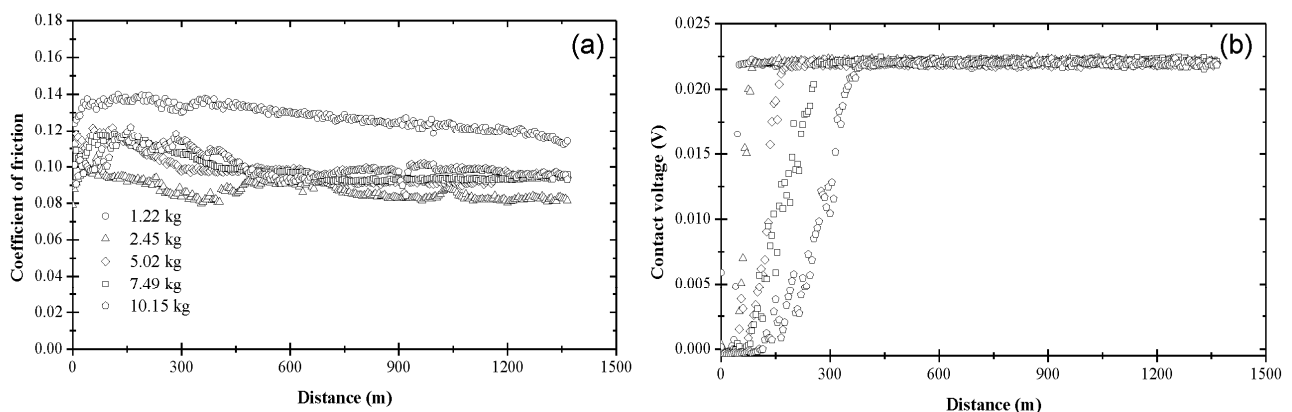 (a)
0.18
0.16
0.14
0.12
0.10
0.08
0.06
0.04
0.02
0.00
Coefficient of friction
1.22 kg
2.45 kg
5.02 kg
7.49 kg
10.15 kg
0 300 600 900 1200 1500
Distance (m)
(b)
0.025
0.020
0.015
0.010
0.005
0.000
Contact voltage (V)
0 300 600 900 1200 1500
Distance (m)